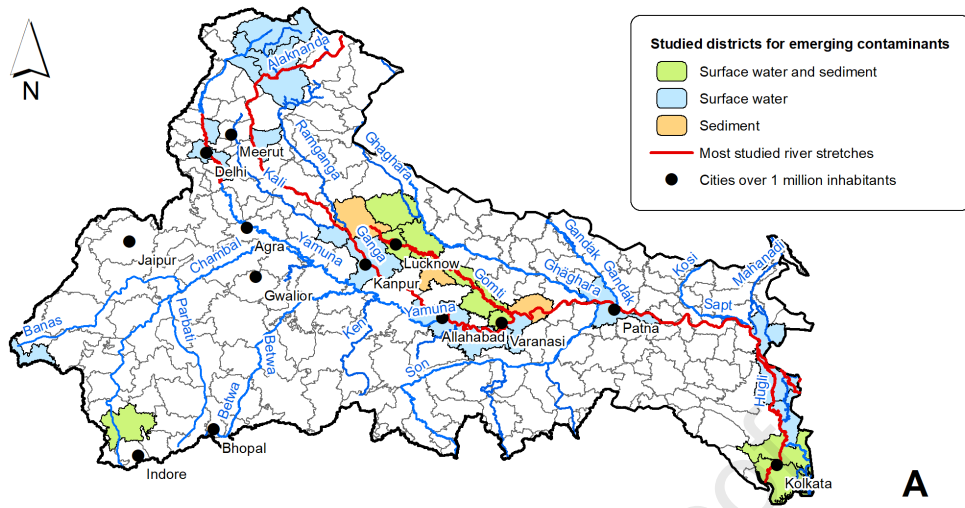 N
Studied districts for emerging contaminants
Surface water and sediment
Surface water
Sediment
Most studied river stretches
Cities over 1 million inhabitants
Alaknanda
Meerut
Delhi
Ramganga
Ghaghara
Kali
Jaipur
Chambal
Agra
Yamuna
Ganga
Lucknow
Gomti
Ghaghara
Gandak
Gandak
Kosi
Mahanadi
Gwalior
Kanpur
Banas
Parbati
Betwa
Ken
Yamuna
Allahabad
Varanasi
Patna
Sapt
Son
Betwa
Hugli
Bhopal
Indore
Kolkata
A